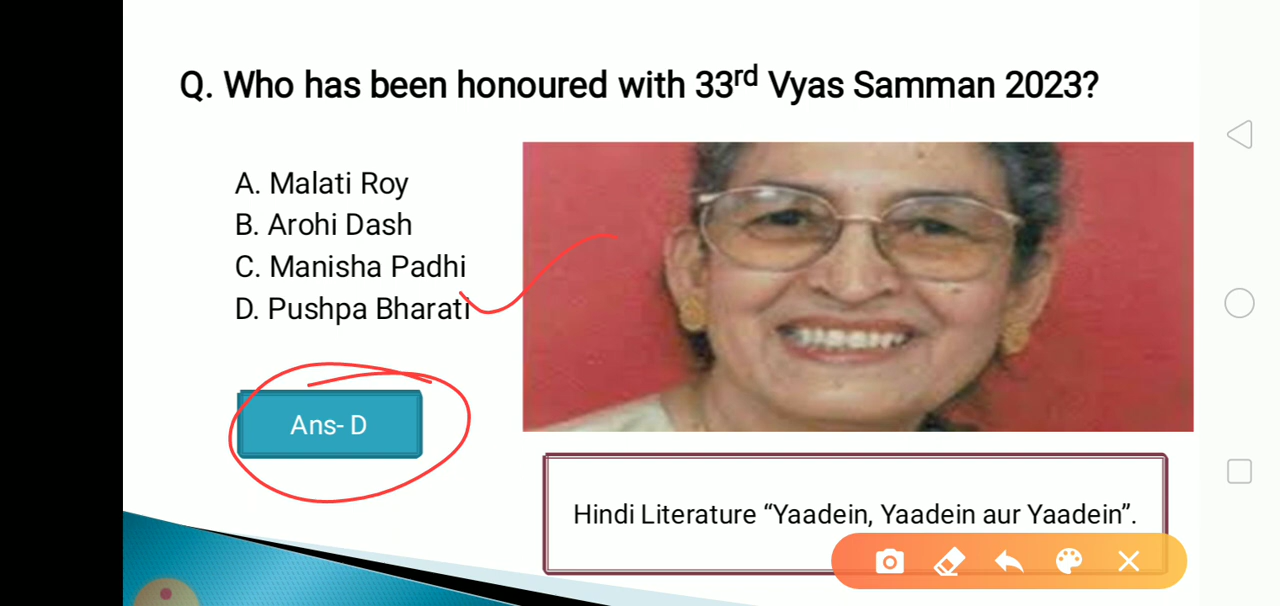 Q. Who has been honoured with 33rd Vyas Samman 2023?
A. Malati Roy
B. Arohi Dash
C. Manisha Padhi
D. Pushpa Bharati
Ans- D
Hindi Literature “Yaadein, Yaadein aur Yaadein”.